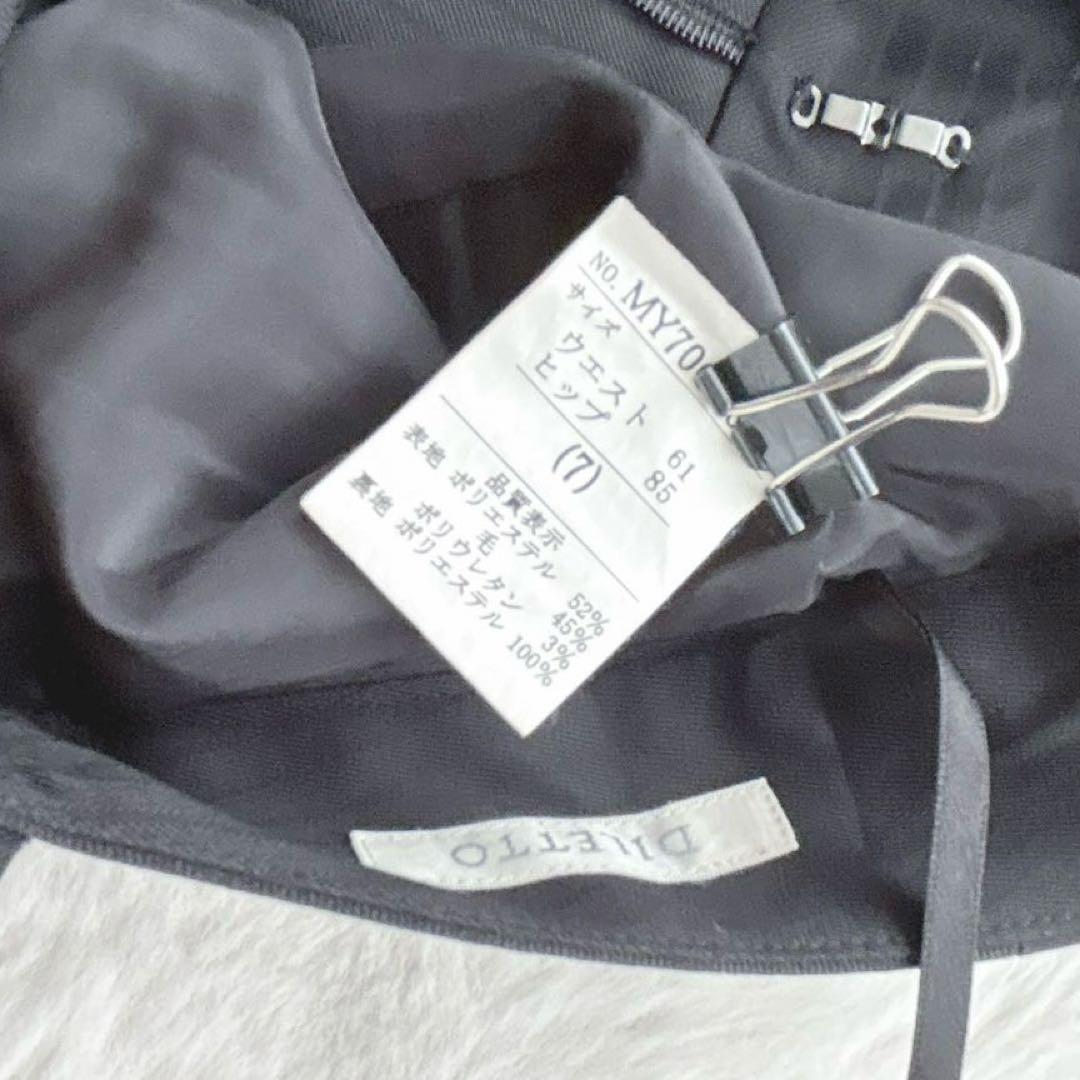 NO. MY70
サイズ
ウエスト 61
ヒップ 85
(7)
品質表示
表地 ポリエステル 52%
毛 45%
ポリウレタン 3%
裏地 ポリエステル 100%
DILETTO